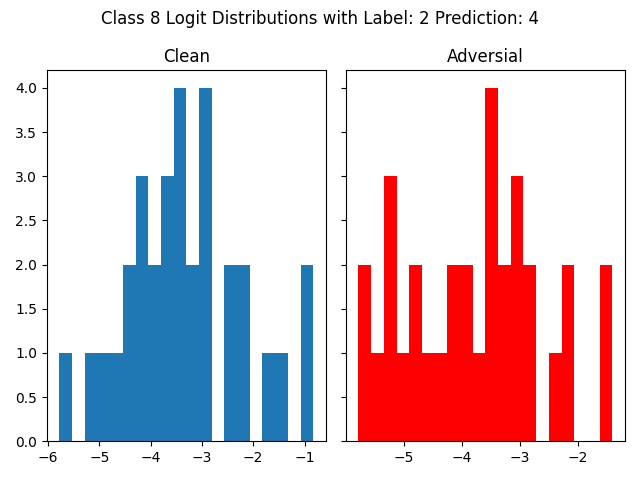 Class 8 Logit Distributions with Label: 2 Prediction: 4
Clean
Adversial
4.0
3.5
3.0
2.5
2.0
1.5
1.0
0.5
0.0
−6 −5 −4 −3 −2 −1
−5 −4 −3 −2